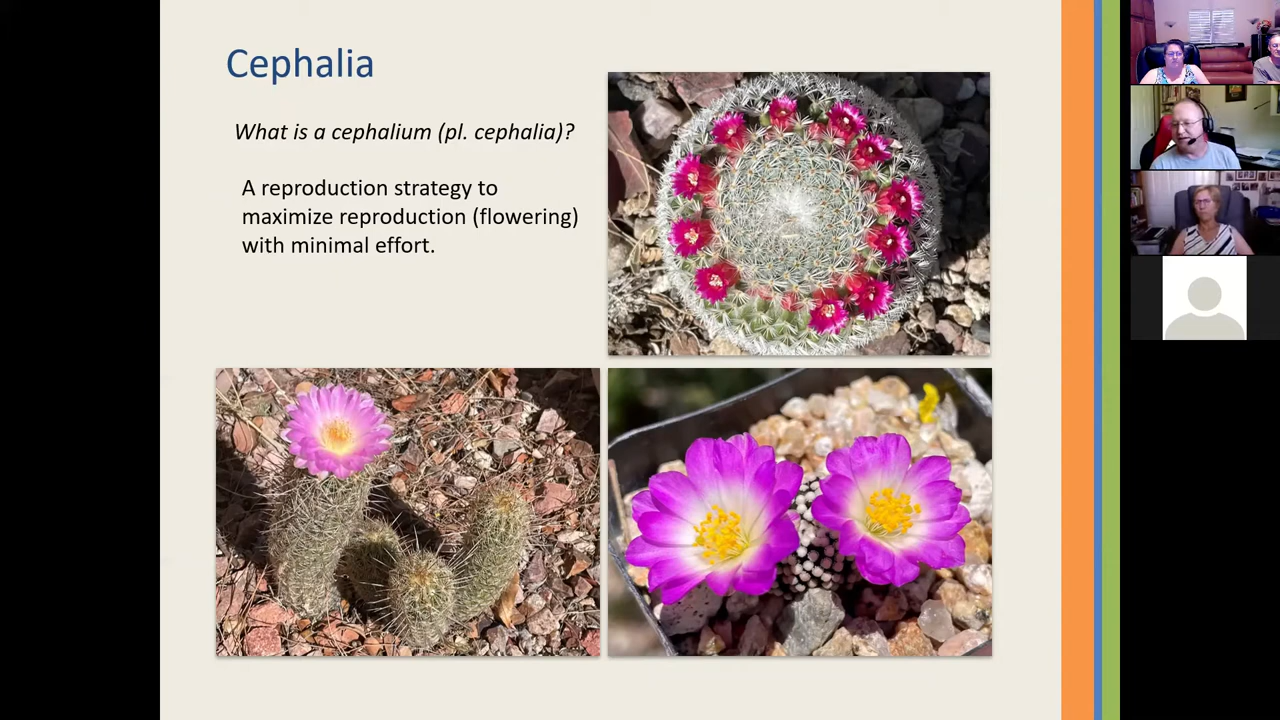 Cephalia
What is a cephalium (pl. cephalia)?
A reproduction strategy to
maximize reproduction (flowering)
with minimal effort.